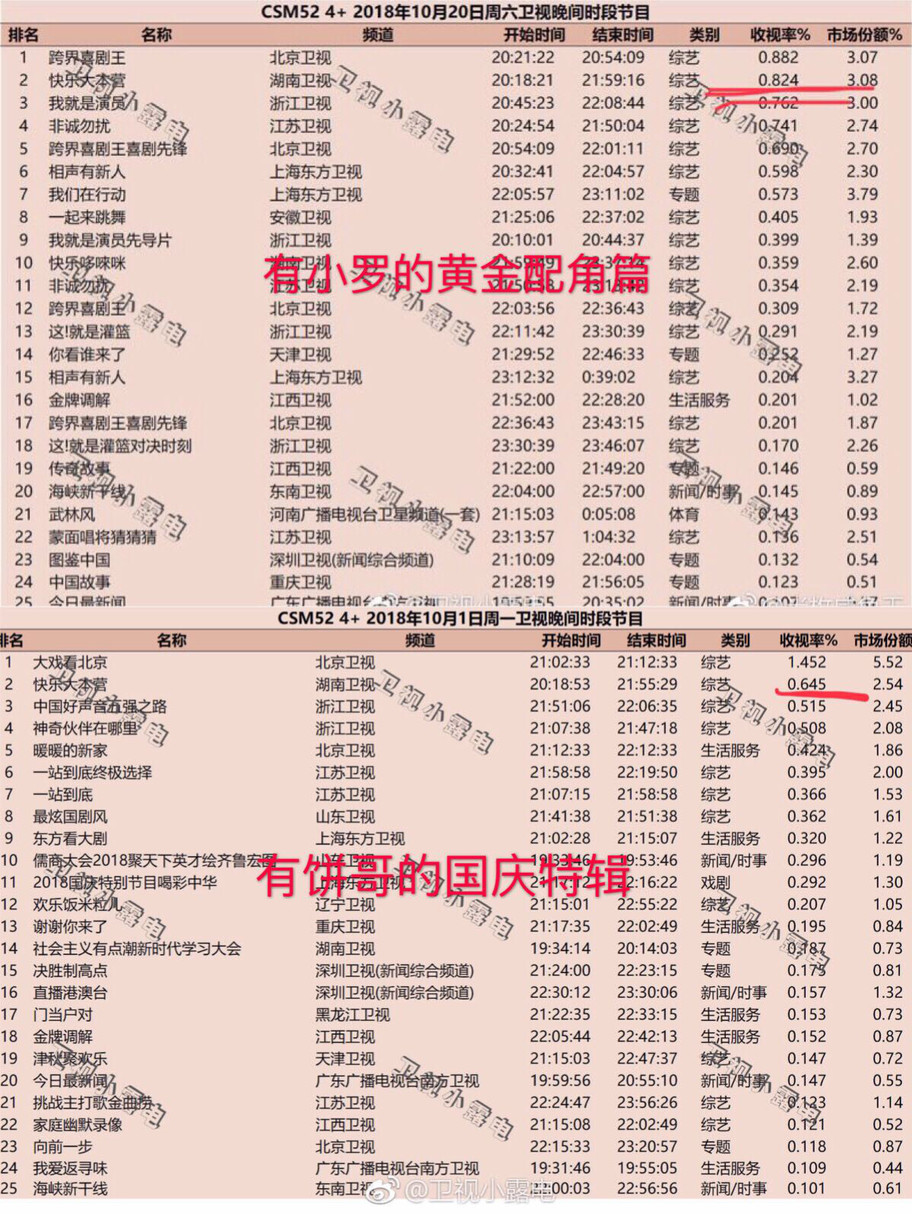 CSM52 4+ 2018年10月20日周六卫视晚间时段节目
排名 名称 频道 开始时间 结束时间 类别 收视率% 市场份额%
1 跨界喜剧王 北京卫视 20:21:22 20:54:09 综艺 0.882 3.07
2 快乐大本营 湖南卫视 20:18:21 21:59:16 综艺 0.824 3.08
3 我就是演员 浙江卫视 20:45:23 22:08:44 综艺 0.762 3.00
4 非诚勿扰 江苏卫视 20:24:54 21:50:04 综艺 0.741 2.74
5 跨界喜剧王喜剧先锋 北京卫视 20:54:09 22:01:11 综艺 0.690 2.70
6 相声有新人 上海东方卫视 20:32:41 22:04:57 综艺 0.598 2.30
7 我们在行动 上海东方卫视 22:05:57 23:11:02 专题 0.573 3.79
8 一起来跳舞 安徽卫视 21:25:06 22:37:02 综艺 0.405 1.93
9 我就是演员先导片 浙江卫视 20:10:01 20:44:37 综艺 0.399 1.39
10 快乐哆唻咪 湖南卫视 综艺 0.359 2.60
有小罗的黄金配角篇
11 非诚勿扰 江苏卫视 综艺 0.354 2.19
12 跨界喜剧王 北京卫视 22:03:56 22:36:43 综艺 0.309 1.72
13 这!就是灌篮 浙江卫视 22:11:42 23:30:39 综艺 0.291 2.19
14 你看谁来了 天津卫视 21:29:52 22:46:33 专题 0.252 1.27
15 相声有新人 上海东方卫视 23:12:32 0:39:02 综艺 0.204 3.27
16 金牌调解 江西卫视 21:52:00 22:28:20 生活服务 0.201 1.02
17 跨界喜剧王喜剧先锋 北京卫视 22:36:43 23:43:15 综艺 0.201 1.87
18 这!就是灌篮对决时刻 浙江卫视 23:30:39 23:46:07 综艺 0.170 2.26
19 传奇故事 江西卫视 21:22:00 21:49:20 专题 0.146 0.59
20 海峡新干线 东南卫视 22:04:00 22:57:00 新闻/时事 0.145 0.89
21 武林风 河南广播电视台卫星频道(一套) 21:15:03 0:05:08 体育 0.143 0.93
22 蒙面唱将猜猜猜 江苏卫视 23:13:57 1:04:32 综艺 0.136 2.51
23 图鉴中国 深圳卫视(新闻综合频道) 21:10:09 22:04:00 专题 0.132 0.54
24 中国故事 重庆卫视 21:28:19 21:56:05 专题 0.123 0.51
25 今日最新闻 20:35:02
CSM52 4+ 2018年10月1日周一卫视晚间时段节目
排名 名称 频道 开始时间 结束时间 类别 收视率% 市场份额
1 大戏看北京 北京卫视 21:02:33 21:12:33 综艺 1.452 5.52
2 快乐大本营 湖南卫视 20:18:53 21:55:29 综艺 0.645 2.54
3 中国好声音五强之路 浙江卫视 21:51:06 22:06:35 综艺 0.515 2.45
4 神奇伙伴在哪里 浙江卫视 21:07:38 21:47:18 综艺 0.508 2.08
5 暖暖的新家 北京卫视 21:12:33 22:12:33 生活服务 0.424 1.86
6 一站到底终极选择 江苏卫视 21:58:58 22:19:50 综艺 0.395 2.00
7 一站到底 江苏卫视 21:07:15 21:58:58 综艺 0.366 1.53
8 最炫国剧风 山东卫视 21:41:38 21:51:38 综艺 0.362 1.61
9 东方看大剧 上海东方卫视 21:02:28 21:15:07 生活服务 0.320 1.22
10 儒商大会2018聚天下英才绘齐鲁宏图 山东卫视 19:33:46 19:53:46 新闻/时事 0.296 1.19
有饼哥的国庆特辑
11 2018国庆特别节目喝彩中华 上海东方卫视 21:17:12 22:16:22 戏剧 0.292 1.30
12 欢乐饭米粒儿 辽宁卫视 21:15:01 22:55:22 综艺 0.207 1.05
13 谢谢你来了 重庆卫视 21:17:35 22:02:49 生活服务 0.195 0.84
14 社会主义有点潮新时代学习大会 湖南卫视 19:34:14 20:14:03 专题 0.187 0.73
15 决胜制高点 深圳卫视(新闻综合频道) 21:24:00 22:23:15 专题 0.175 0.81
16 直播港澳台 深圳卫视(新闻综合频道) 22:30:12 23:30:06 新闻/时事 0.157 1.32
17 门当户对 黑龙江卫视 21:22:35 22:33:15 生活服务 0.153 0.73
18 金牌调解 江西卫视 22:05:44 22:42:13 生活服务 0.152 0.87
19 津秋聚欢乐 天津卫视 21:15:03 22:47:37 综艺 0.147 0.72
20 今日最新闻 广东广播电视台南方卫视 19:59:56 20:55:10 新闻/时事 0.147 0.55
21 挑战主打歌金曲捞 江苏卫视 22:24:47 23:56:26 综艺 0.133 1.14
22 家庭幽默录像 江西卫视 21:15:08 22:02:49 综艺 0.121 0.52
23 向前一步 北京卫视 22:15:33 23:20:57 专题 0.118 0.87
24 我爱返寻味 广东广播电视台南方卫视 19:31:46 19:55:05 生活服务 0.109 0.44
25 海峡新干线 东南卫视 22:00:03 22:56:56 新闻/时事 0.101 0.61
@卫视小露电